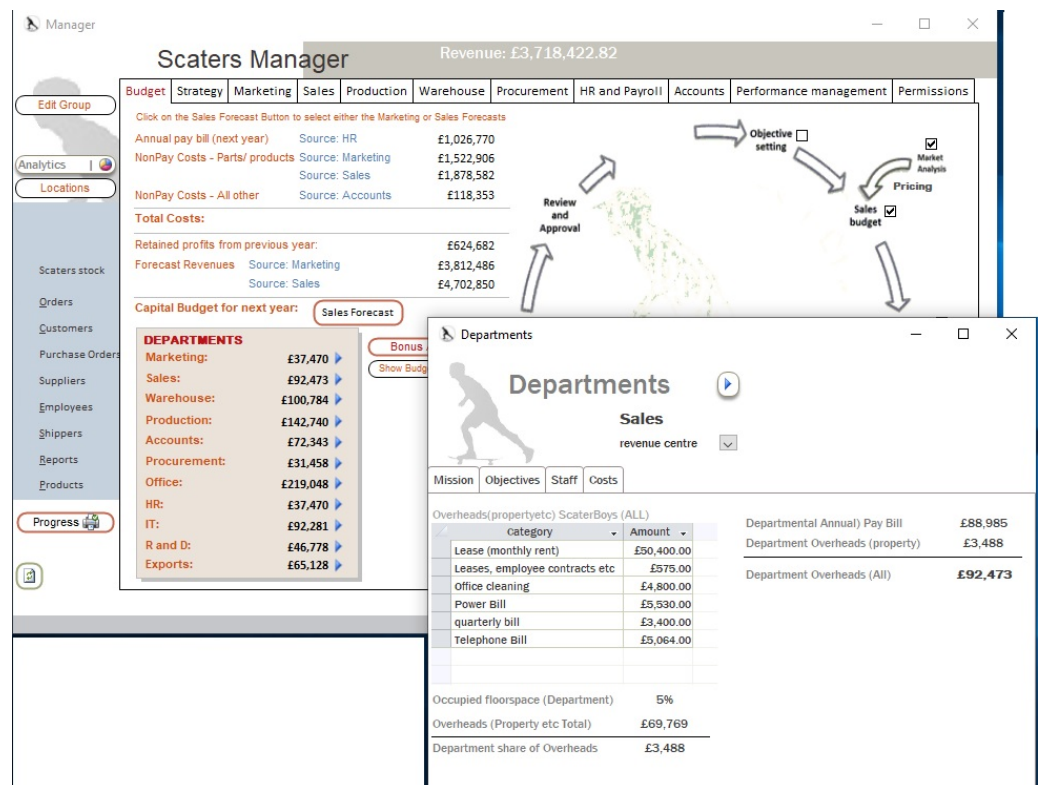 Manager
Scaters Manager
Revenue: £3,718,422.82
Budget Strategy Marketing Sales Production Warehouse Procurement HR and Payroll Accounts Performance management Permissions
Edit Group
Analytics |
Locations
Scaters stock
Orders
Customers
Purchase Orders
Suppliers
Employees
Shippers
Reports
Products
Progress
Click on the Sales Forecast Button to select either the Marketing or Sales Forecasts
Annual pay bill (next year) Source: HR £1,026,770
NonPay Costs - Parts/ products Source: Marketing £1,522,906
Source: Sales £1,878,582
NonPay Costs - All other Source: Accounts £118,353
Total Costs:
Retained profits from previous year: £624,682
Forecast Revenues Source: Marketing £3,812,486
Source: Sales £4,702,850
Capital Budget for next year: Sales Forecast
DEPARTMENTS
Marketing: £37,470
Sales: £92,473
Warehouse: £100,784
Production: £142,740
Accounts: £72,343
Procurement: £31,458
Office: £219,048
HR: £37,470
IT: £92,281
R and D: £46,778
Exports: £65,128
Bonus
Show Budg
Objective
setting
Market
Analysis
Pricing
Sales
budget
Review
and
Approval
Departments
Departments
Sales
revenue centre
Mission Objectives Staff Costs
Overheads(propertyetc) ScaterBoys (ALL)
Category Amount
Lease (monthly rent) £50,400.00
Leases, employee contracts etc £575.00
Office cleaning £4,800.00
Power Bill £5,530.00
quarterly bill £3,400.00
Telephone Bill £5,064.00
Occupied floorspace (Department) 5%
Overheads (Property etc Total) £69,769
Department share of Overheads £3,488
Departmental Annual) Pay Bill £88,985
Department Overheads (property) £3,488
Department Overheads (All) £92,473